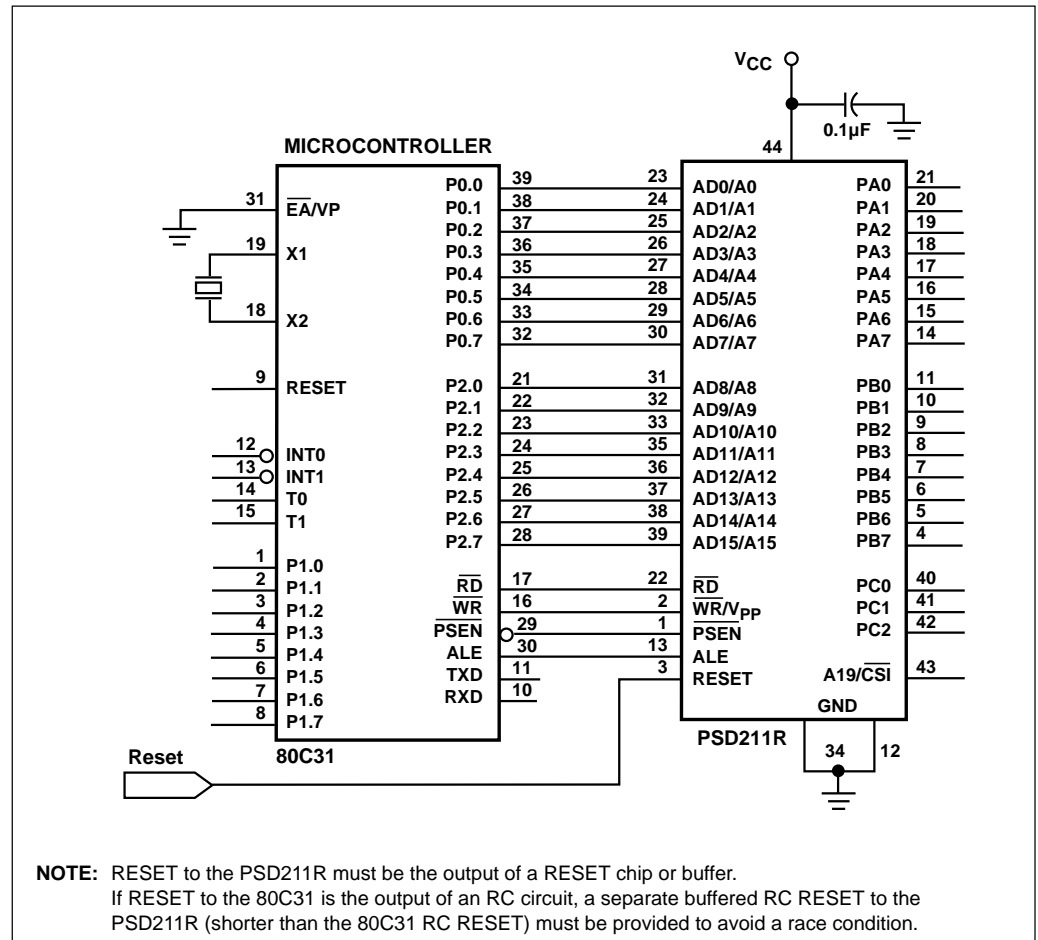 VCC
0.1µF
44
MICROCONTROLLER
31 EA/VP
19 X1
18 X2
9 RESET
12 INT0
13 INT1
14 T0
15 T1
1 P1.0
2 P1.1
3 P1.2
4 P1.3
5 P1.4
6 P1.5
7 P1.6
8 P1.7
P0.0 39
P0.1 38
P0.2 37
P0.3 36
P0.4 35
P0.5 34
P0.6 33
P0.7 32
P2.0 21
P2.1 22
P2.2 23
P2.3 24
P2.4 25
P2.5 26
P2.6 27
P2.7 28
RD 17
WR 16
PSEN 29
ALE 30
TXD 11
RXD 10
80C31
23 AD0/A0
24 AD1/A1
25 AD2/A2
26 AD3/A3
27 AD4/A4
28 AD5/A5
29 AD6/A6
30 AD7/A7
31 AD8/A8
32 AD9/A9
33 AD10/A10
35 AD11/A11
36 AD12/A12
37 AD13/A13
38 AD14/A14
39 AD15/A15
22 RD
2 WR/VPP
1 PSEN
13 ALE
3 RESET
PA0 21
PA1 20
PA2 19
PA3 18
PA4 17
PA5 16
PA6 15
PA7 14
PB0 11
PB1 10
PB2 9
PB3 8
PB4 7
PB5 6
PB6 5
PB7 4
PC0 40
PC1 41
PC2 42
A19/CSI 43
GND
PSD211R
34 12
Reset
NOTE: RESET to the PSD211R must be the output of a RESET chip or buffer.
If RESET to the 80C31 is the output of an RC circuit, a separate buffered RC RESET to the
PSD211R (shorter than the 80C31 RC RESET) must be provided to avoid a race condition.